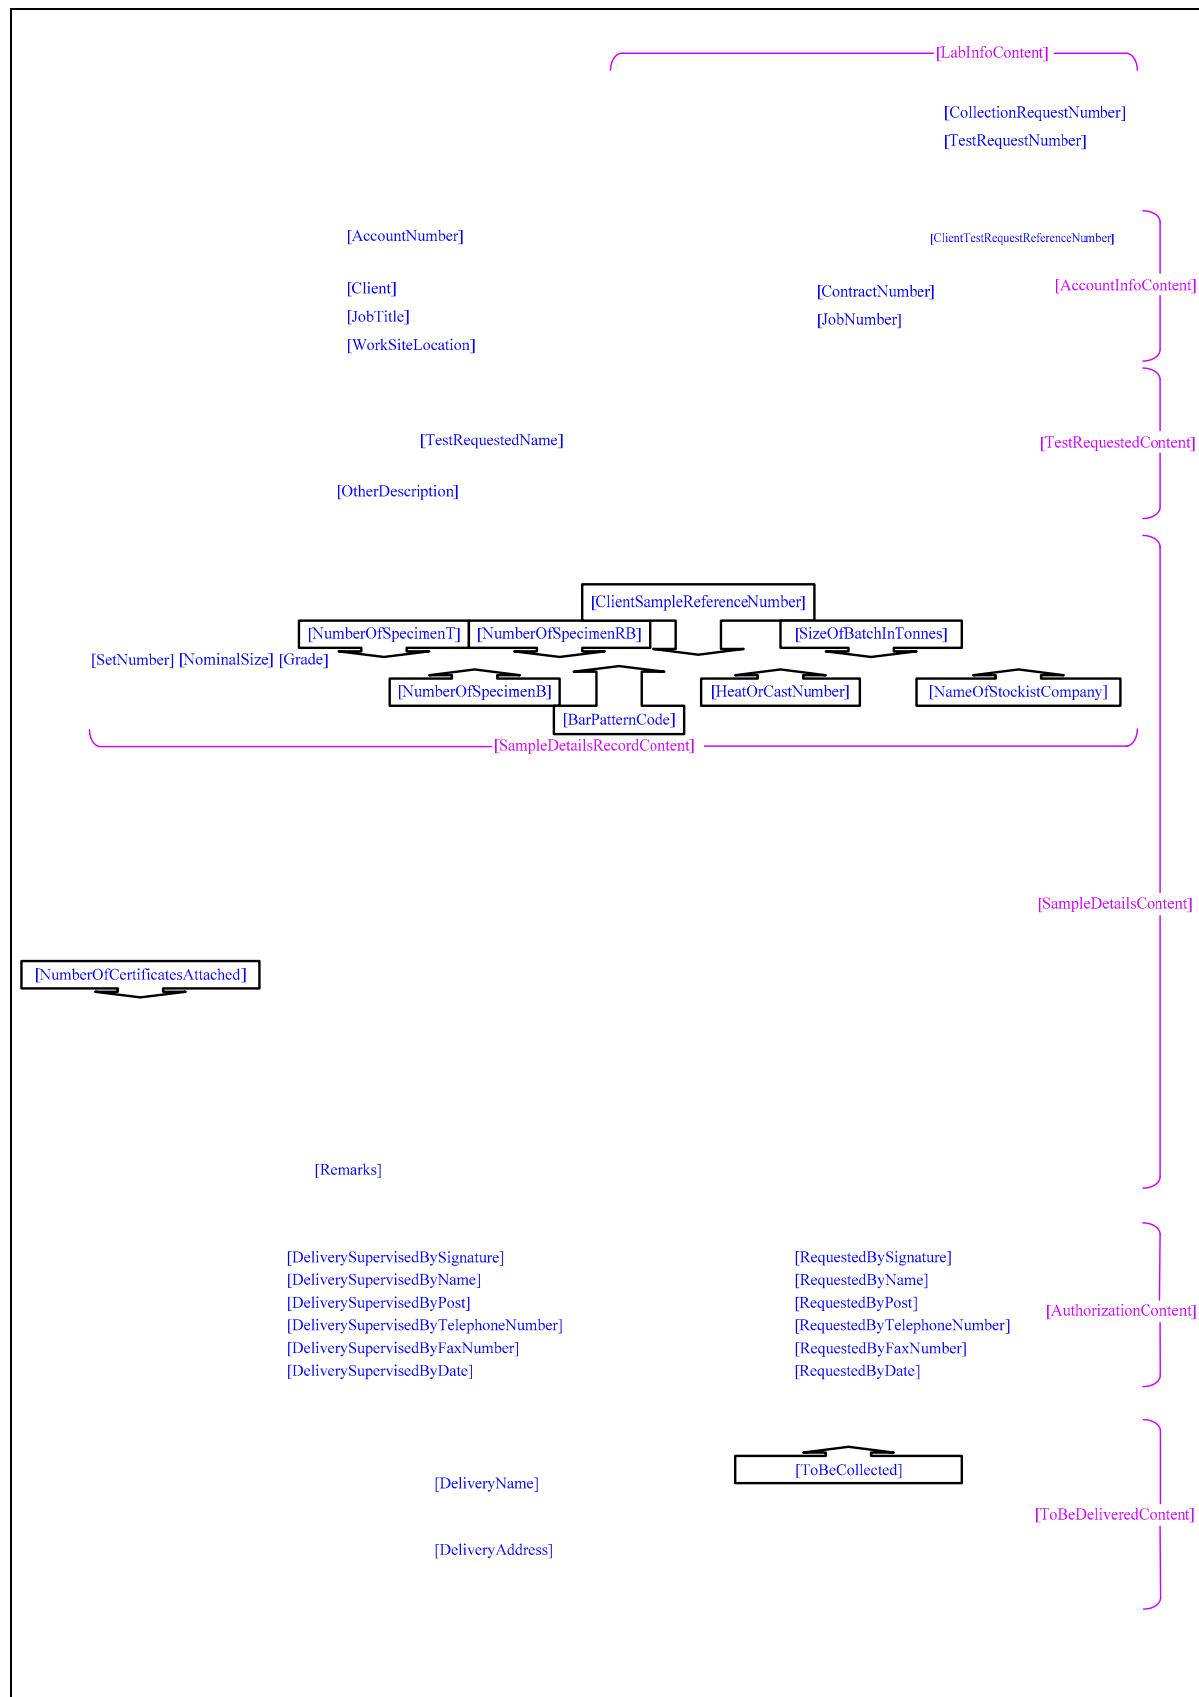 [LabInfoContent]
[CollectionRequestNumber]
[TestRequestNumber]
[AccountNumber]
[ClientTestRequestReferenceNumber]
[AccountInfoContent]
[Client]
[ContractNumber]
[JobTitle]
[JobNumber]
[WorkSiteLocation]
[TestRequestedName]
[TestRequestedContent]
[OtherDescription]
[ClientSampleReferenceNumber]
[NumberOfSpecimenT] [NumberOfSpecimenRB] [SizeOfBatchInTonnes]
[SetNumber] [NominalSize] [Grade]
[NumberOfSpecimenB] [HeatOrCastNumber] [NameOfStockistCompany]
[BarPatternCode]
[SampleDetailsRecordContent]
[SampleDetailsContent]
[NumberOfCertificatesAttached]
[Remarks]
[DeliverySupervisedBySignature] [RequestedBySignature]
[DeliverySupervisedByName] [RequestedByName]
[DeliverySupervisedByPost] [RequestedByPost]
[AuthorizationContent]
[DeliverySupervisedByTelephoneNumber] [RequestedByTelephoneNumber]
[DeliverySupervisedByFaxNumber] [RequestedByFaxNumber]
[DeliverySupervisedByDate] [RequestedByDate]
[ToBeCollected]
[DeliveryName]
[ToBeDeliveredContent]
[DeliveryAddress]